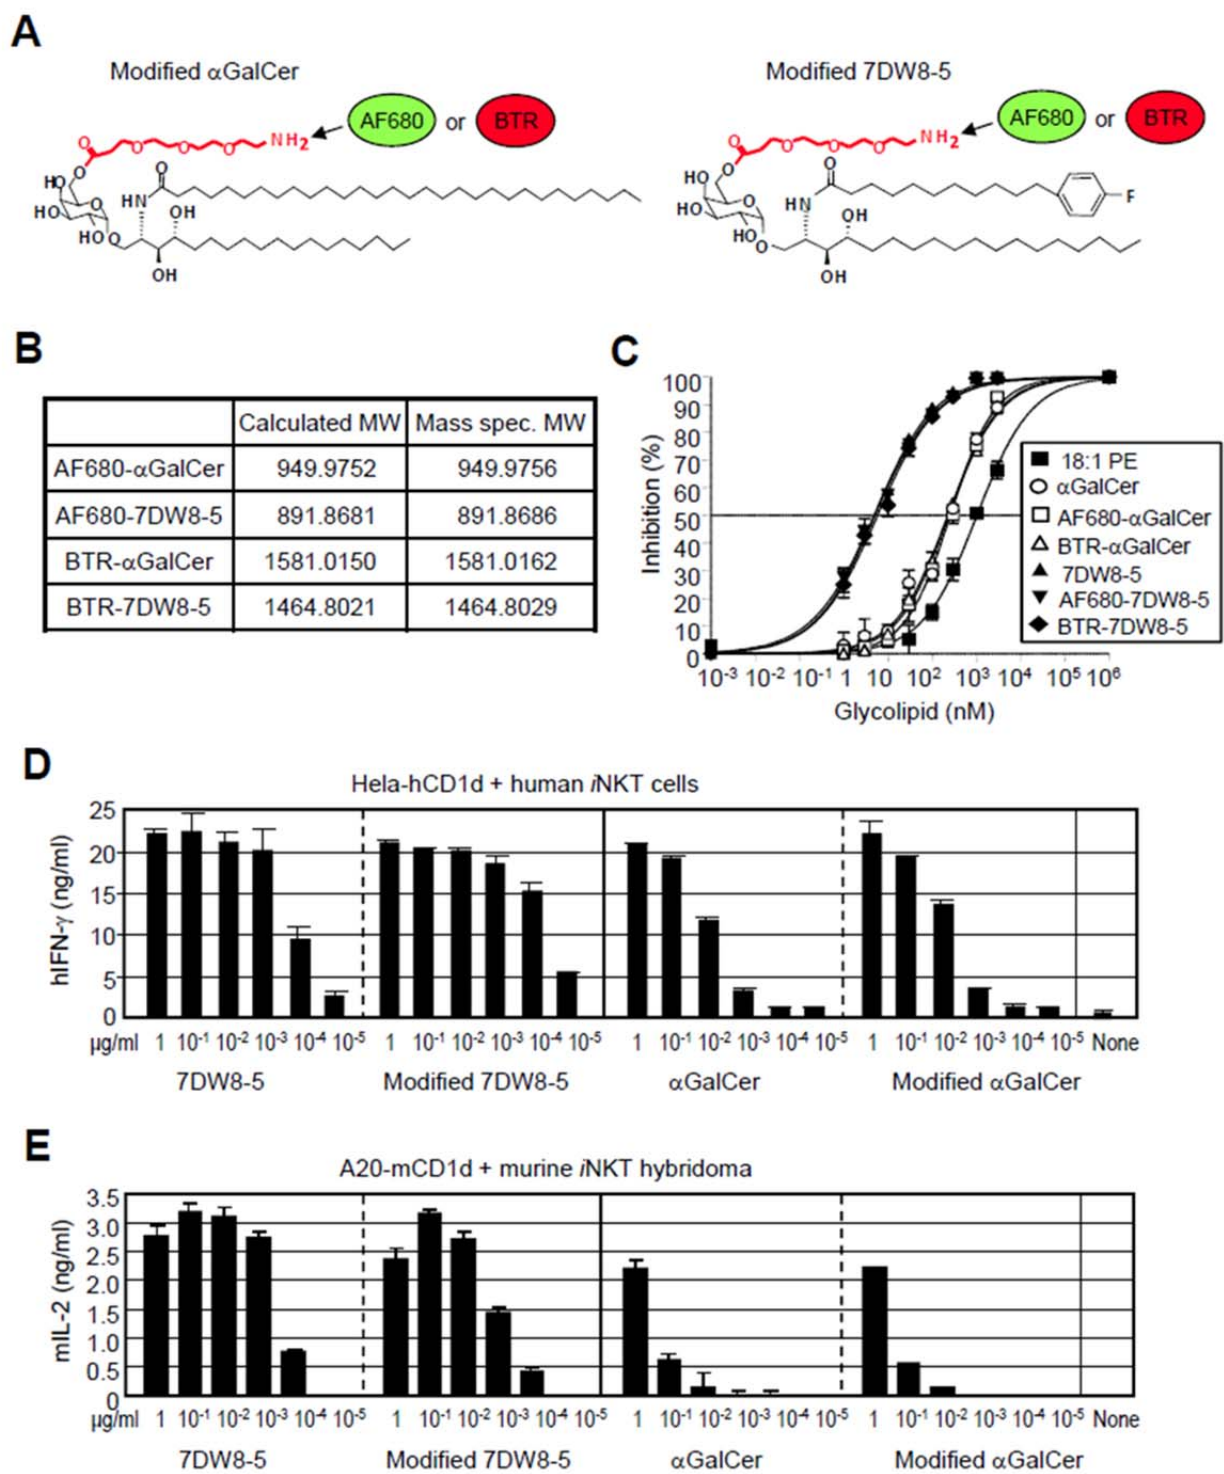 A
Modified αGalCer
Modified 7DW8-5
AF680 or BTR
AF680 or BTR
O
O
O
O
NH2
O
O
O
O
NH2
O
HO
HO
O
HO
O
HN
O
OH
OH
O
HO
HO
O
HO
O
HN
O
OH
OH
F
B
Calculated MW Mass spec. MW
AF680-αGalCer 949.9752 949.9756
AF680-7DW8-5 891.8681 891.8686
BTR-αGalCer 1581.0150 1581.0162
BTR-7DW8-5 1464.8021 1464.8029
C
Inhibition (%)
100
90
80
70
60
50
40
30
20
10
0
10-3 10-2 10-1 1 10 10² 10³ 10⁴ 10⁵ 10⁶
Glycolipid (nM)
18:1 PE
αGalCer
AF680-αGalCer
BTR-αGalCer
7DW8-5
AF680-7DW8-5
BTR-7DW8-5
D
Hela-hCD1d + human iNKT cells
hIFN-γ (ng/ml)
25
20
15
10
5
0
µg/ml 1 10-1 10-2 10-3 10-4 10-5 1 10-1 10-2 10-3 10-4 10-5 1 10-1 10-2 10-3 10-4 10-5 1 10-1 10-2 10-3 10-4 10-5 None
7DW8-5 Modified 7DW8-5 αGalCer Modified αGalCer
E
A20-mCD1d + murine iNKT hybridoma
mIL-2 (ng/ml)
3.5
3.0
2.5
2.0
1.5
1.0
0.5
0
µg/ml 1 10-1 10-2 10-3 10-4 10-5 1 10-1 10-2 10-3 10-4 10-5 1 10-1 10-2 10-3 10-4 10-5 1 10-1 10-2 10-3 10-4 10-5 None
7DW8-5 Modified 7DW8-5 αGalCer Modified αGalCer